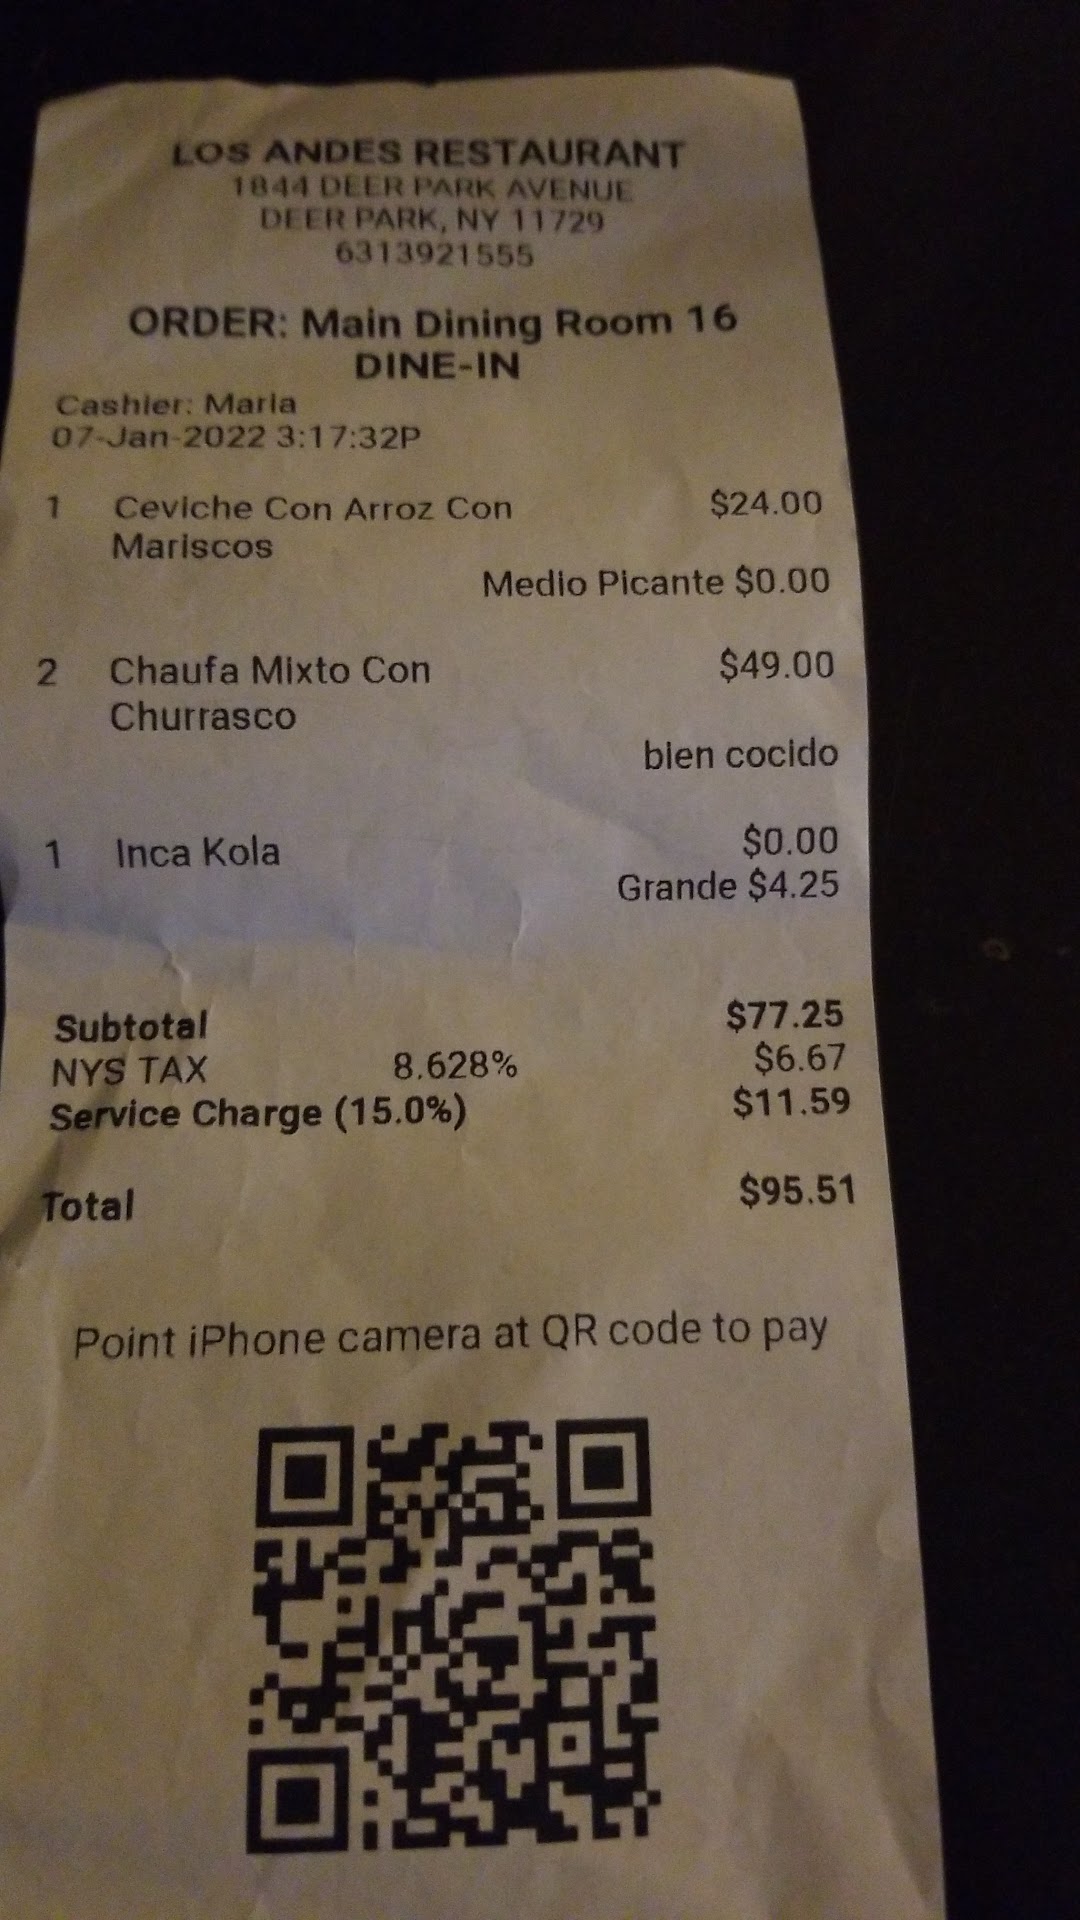 LOS ANDES RESTAURANT
1844 DEER PARK AVENUE
DEER PARK, NY 11729
6313921555
ORDER: Main Dining Room 16
DINE-IN
Cashier: Maria
07-Jan-2022 3:17:32P
1 Ceviche Con Arroz Con $24.00
Mariscos
Medio Picante $0.00
2 Chaufa Mixto Con $49.00
Churrasco
bien cocido
1 Inca Kola $0.00
Grande $4.25
Subtotal $77.25
NYS TAX 8.628% $6.67
Service Charge (15.0%) $11.59
Total $95.51
Point iPhone camera at QR code to pay